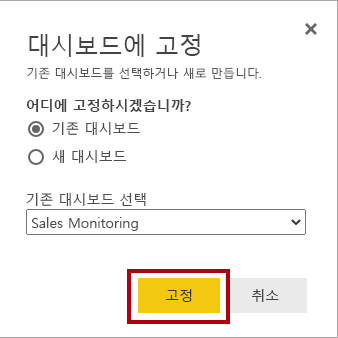 대시보드에 고정
기존 대시보드를 선택하거나 새로 만듭니다.
어디에 고정하시겠습니까?
기존 대시보드
새 대시보드
기존 대시보드 선택
Sales Monitoring
고정
취소